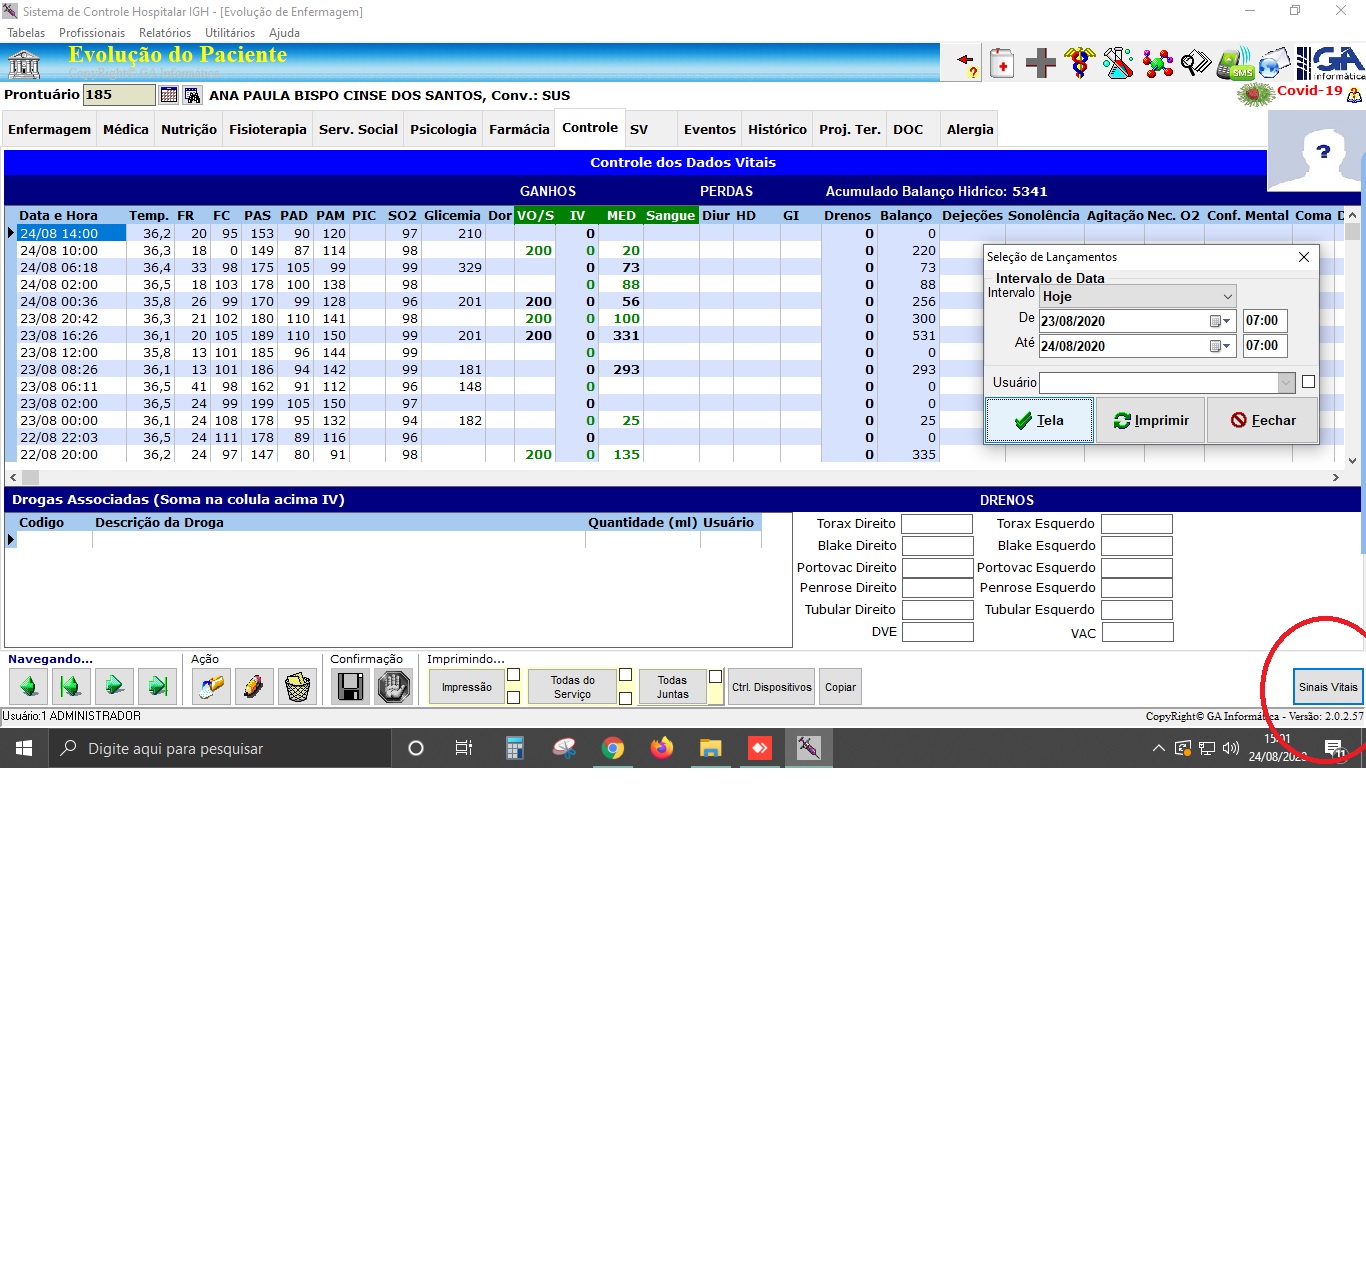 Sistema de Controle Hospitalar IGH - [Evolução de Enfermagem]
Tabelas Profissionais Relatórios Utilitários Ajuda
Evolução do Paciente
CopyRight© GA Informática
SMS
GA informática
Prontuário 185 ANA PAULA BISPO CINSE DOS SANTOS, Conv.: SUS
Covid-19
Enfermagem Médica Nutrição Fisioterapia Serv. Social Psicologia Farmácia Controle SV Eventos Histórico Proj. Ter. DOC Alergia
Controle dos Dados Vitais
GANHOS PERDAS Acumulado Balanço Hidrico: 5341
Data e Hora Temp. FR FC PAS PAD PAM PIC SO2 Glicemia Dor VO/S IV MED Sangue Diur HD GI Drenos Balanço Dejeções Sonolência Agitação Nec. O2 Conf. Mental Coma D
24/08 14:00 36,2 20 95 153 90 120 97 210 0 0 0
24/08 10:00 36,3 18 0 149 87 114 98 200 0 20 0 220
24/08 06:18 36,4 33 98 175 105 99 99 329 0 73 0 73
24/08 02:00 36,5 18 103 178 100 138 98 0 88 0 88
24/08 00:36 35,8 26 99 170 99 128 96 201 200 0 56 0 256
23/08 20:42 36,3 21 102 180 110 141 98 200 0 100 0 300
23/08 16:26 36,1 20 105 189 110 150 99 201 200 0 331 0 531
23/08 12:00 35,8 13 101 185 96 144 99 0 0 0
23/08 08:26 36,1 13 101 186 94 142 99 181 0 293 0 293
23/08 06:11 36,5 41 98 162 91 112 96 148 0 0 0
23/08 02:00 36,5 24 99 199 105 150 97 0 0 0
23/08 00:00 36,1 24 108 178 95 132 94 182 0 25 0 25
22/08 22:03 36,5 24 111 178 89 116 96 0 0 0
22/08 20:00 36,2 24 97 147 80 91 98 200 0 135 0 335
Seleção de Lançamentos
Intervalo de Data
Intervalo Hoje
De 23/08/2020 07:00
Até 24/08/2020 07:00
Usuário
Tela Imprimir Fechar
Drogas Associadas (Soma na colula acima IV) DRENOS
Codigo Descrição da Droga Quantidade (ml) Usuário
Torax Direito Torax Esquerdo
Blake Direito Blake Esquerdo
Portovac Direito Portovac Esquerdo
Penrose Direito Penrose Esquerdo
Tubular Direito Tubular Esquerdo
DVE VAC
Navegando... Ação Confirmação Imprimindo...
Impressão Todas do Serviço Todas Juntas Ctrl. Dispositivos Copiar Sinais Vitais
Usuário:1 ADMINISTRADOR CopyRight© GA Informática - Versão: 2.0.2.57
Digite aqui para pesquisar
15:01
24/08/2020
11